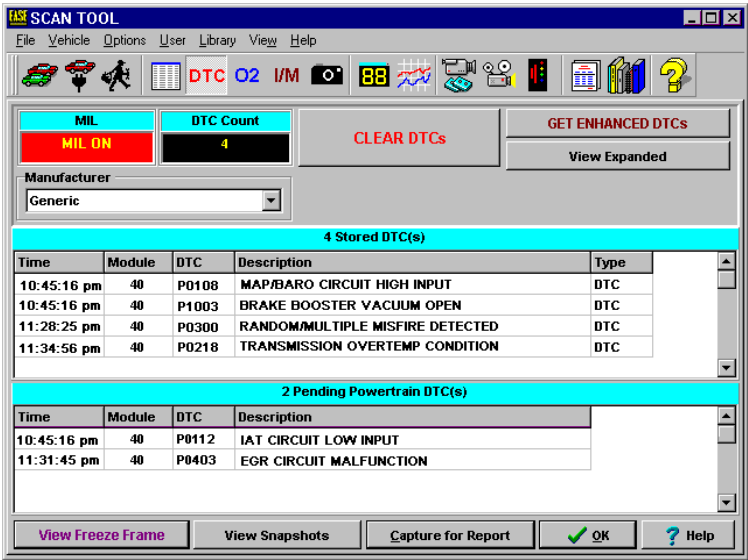 EASE SCAN TOOL
File Vehicle Options User Library View Help
DTC O2 I/M 88 ?
MIL DTC Count
MIL ON 4
CLEAR DTCs
GET ENHANCED DTCs
View Expanded
Manufacturer
Generic
4 Stored DTC(s)
Time Module DTC Description Type
10:45:16 pm 40 P0108 MAP/BARO CIRCUIT HIGH INPUT DTC
10:45:16 pm 40 P1003 BRAKE BOOSTER VACUUM OPEN DTC
11:28:25 pm 40 P0300 RANDOM/MULTIPLE MISFIRE DETECTED DTC
11:34:56 pm 40 P0218 TRANSMISSION OVERTEMP CONDITION DTC
2 Pending Powertrain DTC(s)
Time Module DTC Description
10:45:16 pm 40 P0112 IAT CIRCUIT LOW INPUT
11:31:45 pm 40 P0403 EGR CIRCUIT MALFUNCTION
View Freeze Frame View Snapshots Capture for Report OK ? Help